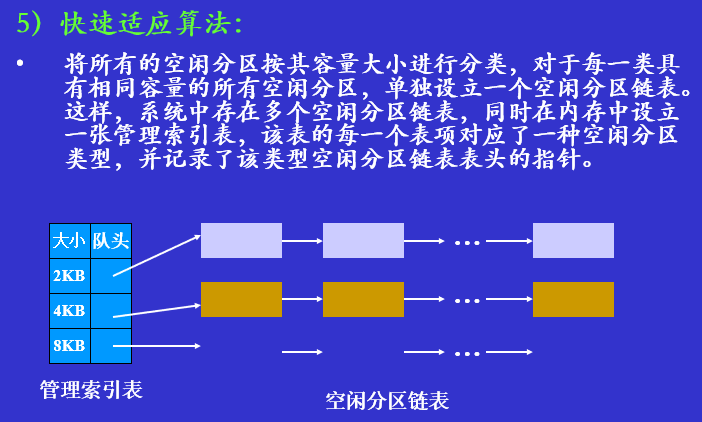 5）快速适应算法：
• 将所有的空闲分区按其容量大小进行分类，对于每一类具
有相同容量的所有空闲分区，单独设立一个空闲分区链表。
这样，系统中存在多个空闲分区链表，同时在内存中设立
一张管理索引表，该表的每一个表项对应了一种空闲分区
类型，并记录了该类型空闲分区链表表头的指针。
大小 队头
2KB
…
4KB
…
8KB
…
管理索引表
空闲分区链表